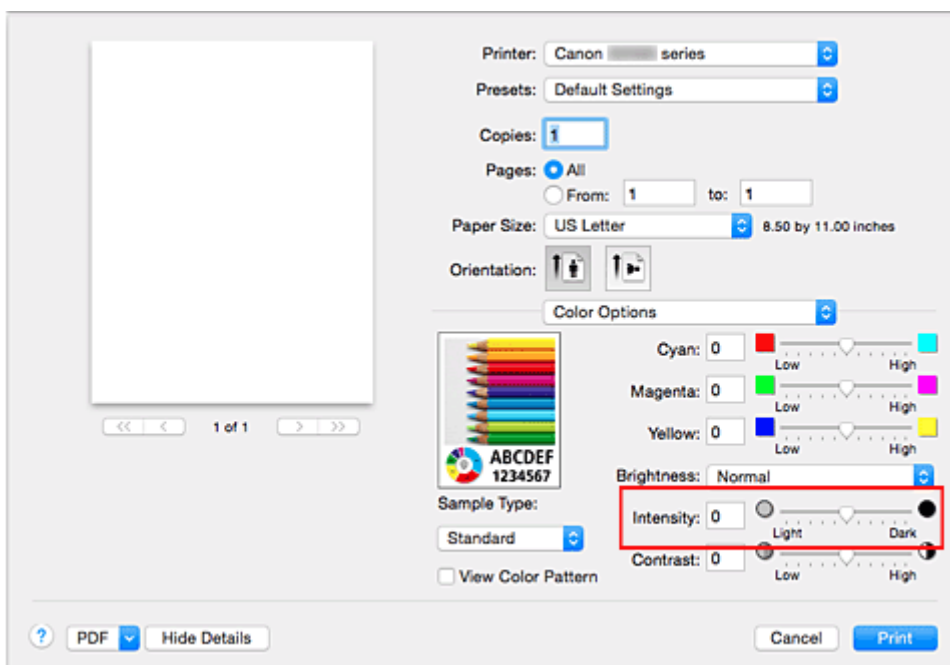 Printer: Canon series
Presets: Default Settings
Copies: 1
Pages: All
From: 1 to: 1
Paper Size: US Letter 8.50 by 11.00 inches
Orientation:
Color Options
1 of 1
ABCDEF
1234567
Sample Type:
Standard
View Color Pattern
Cyan: 0
Low High
Magenta: 0
Low High
Yellow: 0
Low High
Brightness: Normal
Intensity: 0
Light Dark
Contrast: 0
Low High
? PDF Hide Details Cancel Print